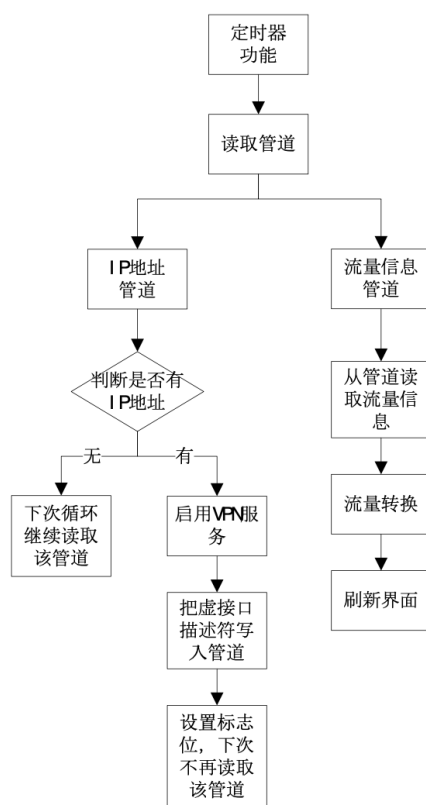 定时器
功能
读取管道
IP地址
管道
流量信息
管道
判断是否有
IP地址
从管道读
取流量信
息
无
有
下次循环
继续读取
该管道
启用VPN服
务
流量转换
把虚接口
描述符写
入管道
刷新界面
设置标志
位，下次
不再读取
该管道